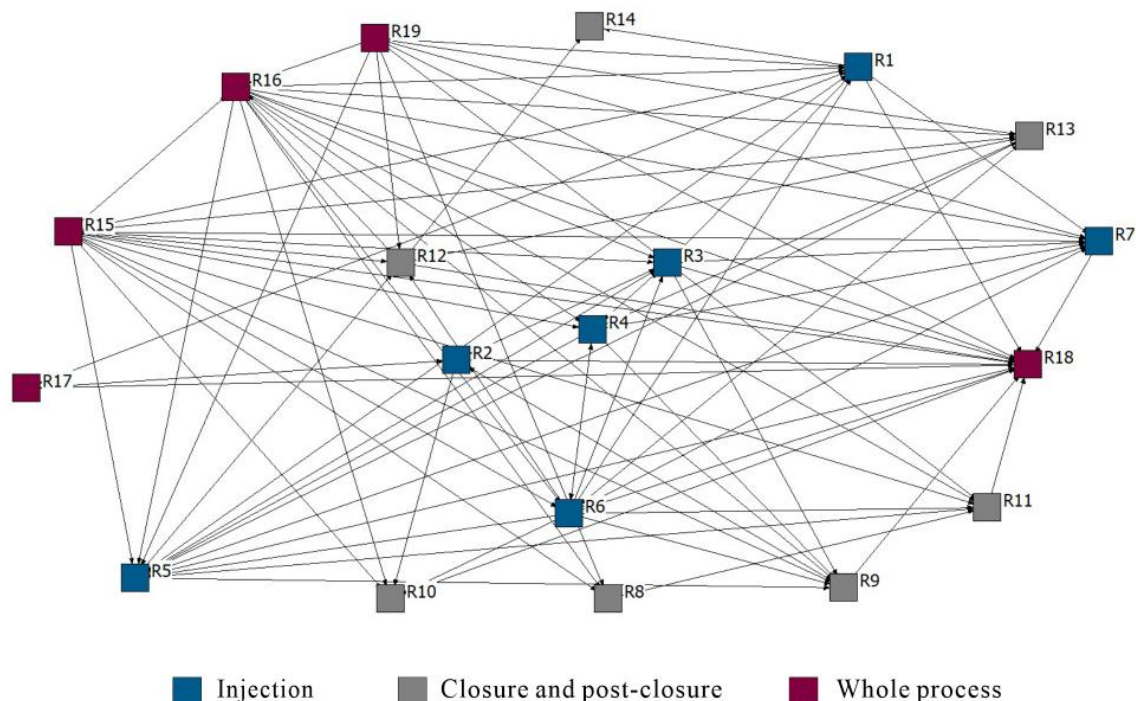 R14
R19
R1
R16
R13
R15
R7
R12
R3
R4
R2
R18
R17
R6
R11
R5
R9
R10
R8
Injection
Closure and post-closure
Whole process